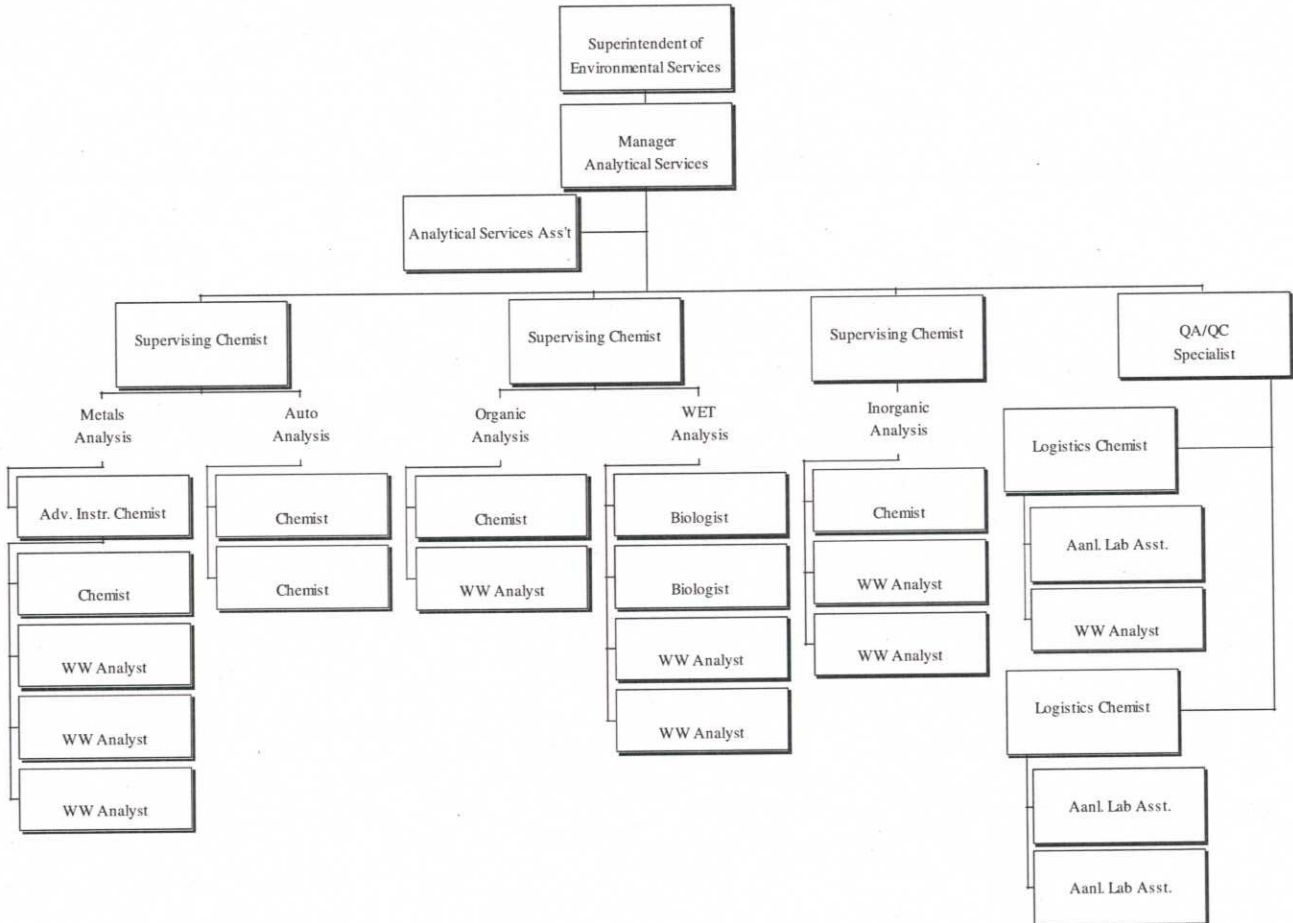 Superintendent of
Environmental Services
Manager
Analytical Services
Analytical Services Ass't
Supervising Chemist
Supervising Chemist
Supervising Chemist
QA/QC
Specialist
Metals
Analysis
Auto
Analysis
Organic
Analysis
WET
Analysis
Inorganic
Analysis
Adv. Instr. Chemist
Chemist
WW Analyst
WW Analyst
WW Analyst
Chemist
Chemist
Chemist
WW Analyst
Biologist
Biologist
WW Analyst
WW Analyst
Chemist
WW Analyst
WW Analyst
Logistics Chemist
Aanl. Lab Asst.
WW Analyst
Logistics Chemist
Aanl. Lab Asst.
Aanl. Lab Asst.